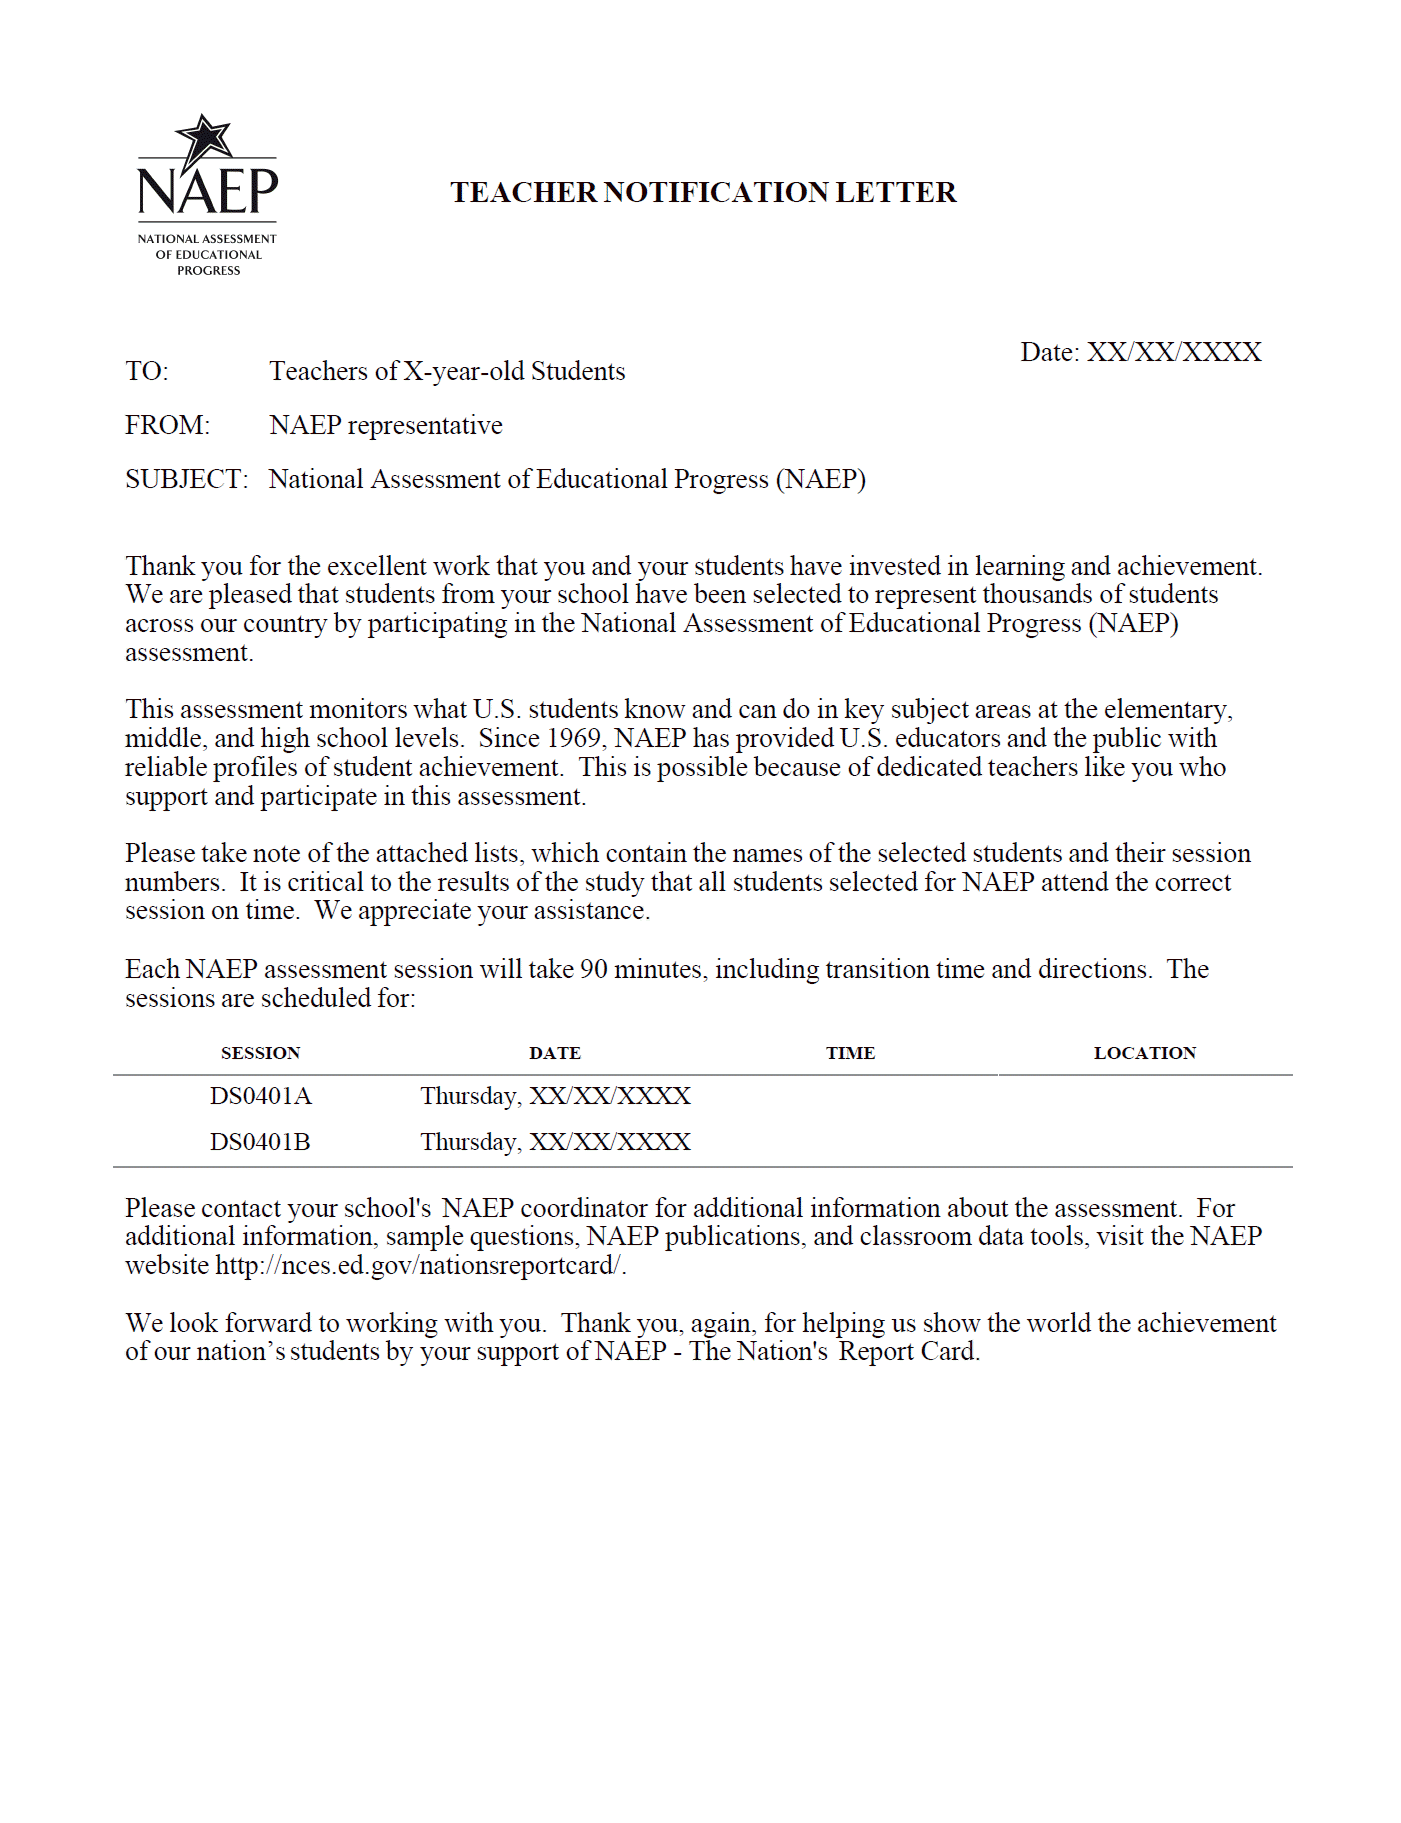 NAEP
NATIONAL ASSESSMENT
OF EDUCATIONAL
PROGRESS
TEACHER NOTIFICATION LETTER
Date: XX/XX/XXXX
TO: Teachers of X-year-old Students
FROM: NAEP representative
SUBJECT: National Assessment of Educational Progress (NAEP)
Thank you for the excellent work that you and your students have invested in learning and achievement.
We are pleased that students from your school have been selected to represent thousands of students
across our country by participating in the National Assessment of Educational Progress (NAEP)
assessment.
This assessment monitors what U.S. students know and can do in key subject areas at the elementary,
middle, and high school levels. Since 1969, NAEP has provided U.S. educators and the public with
reliable profiles of student achievement. This is possible because of dedicated teachers like you who
support and participate in this assessment.
Please take note of the attached lists, which contain the names of the selected students and their session
numbers. It is critical to the results of the study that all students selected for NAEP attend the correct
session on time. We appreciate your assistance.
Each NAEP assessment session will take 90 minutes, including transition time and directions. The
sessions are scheduled for:
SESSION DATE TIME LOCATION
DS0401A Thursday, XX/XX/XXXX
DS0401B Thursday, XX/XX/XXXX
Please contact your school's NAEP coordinator for additional information about the assessment. For
additional information, sample questions, NAEP publications, and classroom data tools, visit the NAEP
website http://nces.ed.gov/nationsreportcard/.
We look forward to working with you. Thank you, again, for helping us show the world the achievement
of our nation’s students by your support of NAEP - The Nation's Report Card.